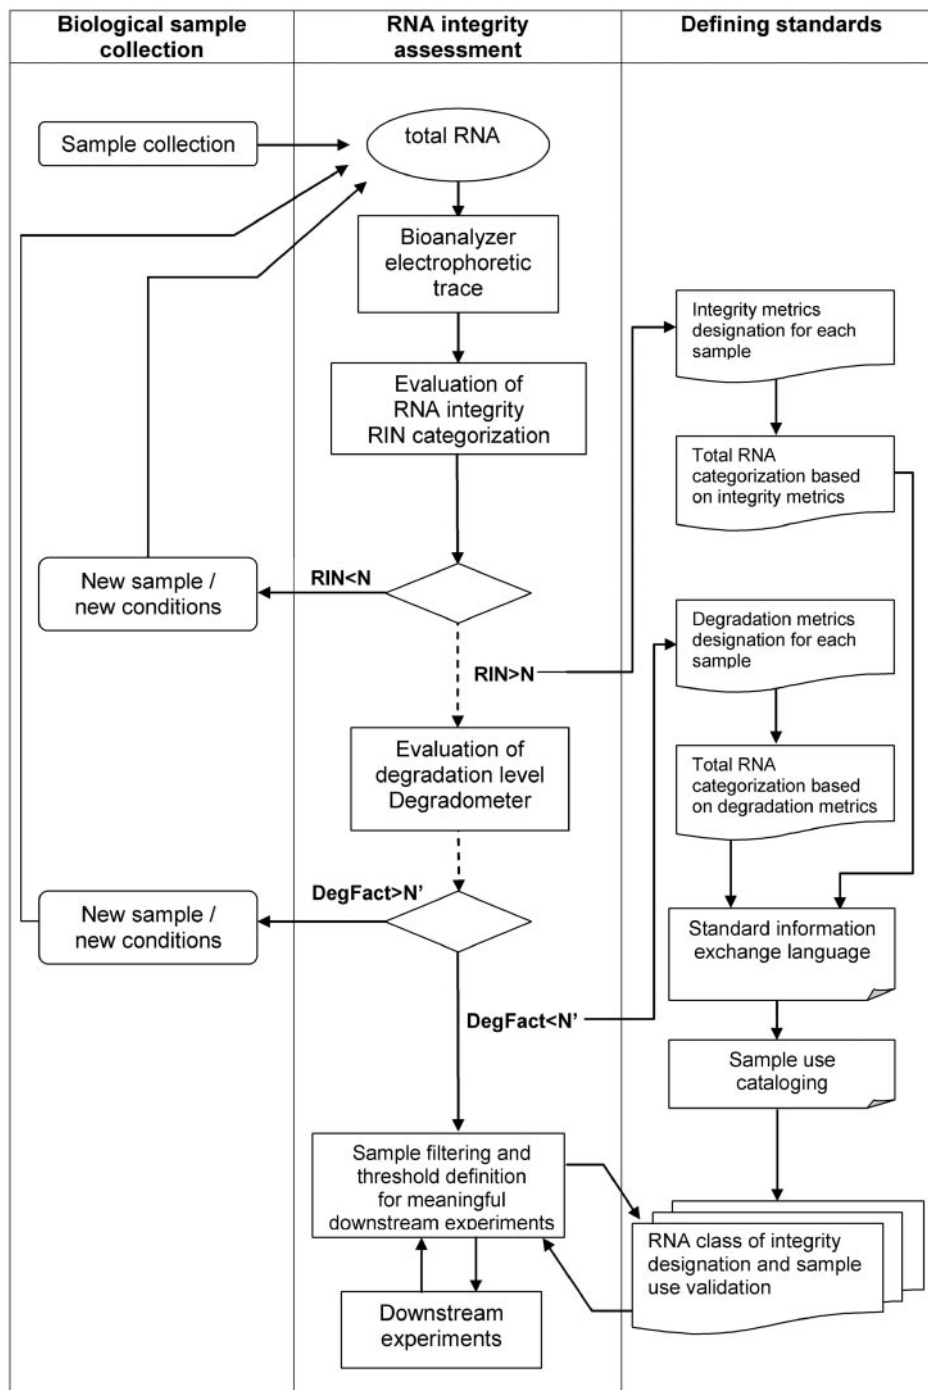 Biological sample
collection
RNA integrity
assessment
Defining standards
Sample collection
total RNA
Bioanalyzer
electrophoretic
trace
Integrity metrics
designation for each
sample
Evaluation of
RNA integrity
RIN categorization
Total RNA
categorization based
on integrity metrics
New sample /
new conditions
RIN<N
RIN>N
Degradation metrics
designation for each
sample
Evaluation of
degradation level
Degradometer
Total RNA
categorization based
on degradation metrics
New sample /
new conditions
DegFact>N’
DegFact<N’
Standard information
exchange language
Sample use
cataloging
Sample filtering and
threshold definition
for meaningful
downstream experiments
RNA class of integrity
designation and sample
use validation
Downstream
experiments